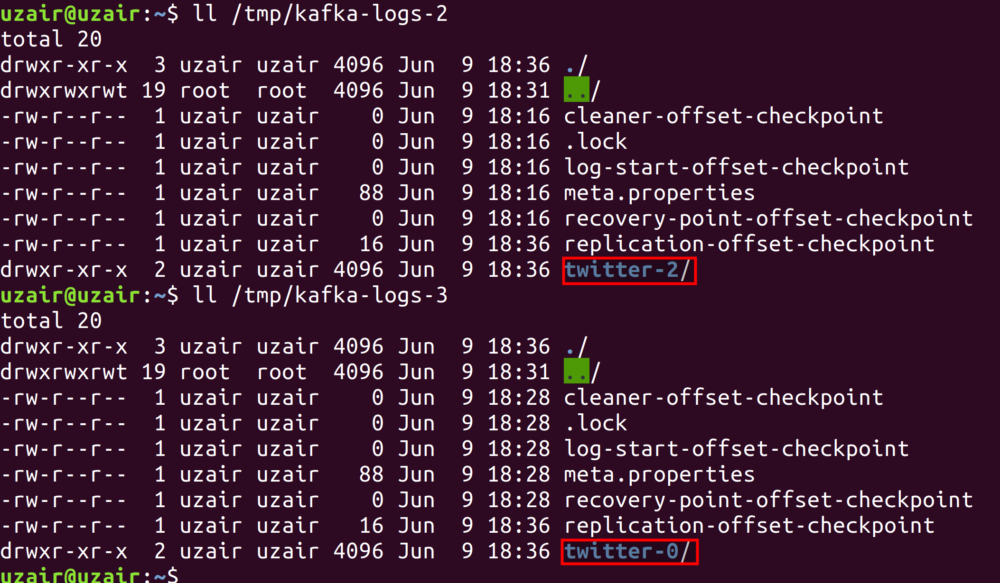 uzair@uzair:~$ ll /tmp/kafka-logs-2
total 20
drwxr-xr-x  3 uzair uzair 4096 Jun  9 18:36 ./
drwxrwxrwt 19 root  root  4096 Jun  9 18:31 ../
-rw-r--r--  1 uzair uzair    0 Jun  9 18:16 cleaner-offset-checkpoint
-rw-r--r--  1 uzair uzair    0 Jun  9 18:16 .lock
-rw-r--r--  1 uzair uzair    0 Jun  9 18:16 log-start-offset-checkpoint
-rw-r--r--  1 uzair uzair   88 Jun  9 18:16 meta.properties
-rw-r--r--  1 uzair uzair    0 Jun  9 18:16 recovery-point-offset-checkpoint
-rw-r--r--  1 uzair uzair   16 Jun  9 18:36 replication-offset-checkpoint
drwxr-xr-x  2 uzair uzair 4096 Jun  9 18:36 twitter-2/
uzair@uzair:~$ ll /tmp/kafka-logs-3
total 20
drwxr-xr-x  3 uzair uzair 4096 Jun  9 18:36 ./
drwxrwxrwt 19 root  root  4096 Jun  9 18:31 ../
-rw-r--r--  1 uzair uzair    0 Jun  9 18:28 cleaner-offset-checkpoint
-rw-r--r--  1 uzair uzair    0 Jun  9 18:28 .lock
-rw-r--r--  1 uzair uzair    0 Jun  9 18:28 log-start-offset-checkpoint
-rw-r--r--  1 uzair uzair   88 Jun  9 18:28 meta.properties
-rw-r--r--  1 uzair uzair    0 Jun  9 18:28 recovery-point-offset-checkpoint
-rw-r--r--  1 uzair uzair   16 Jun  9 18:36 replication-offset-checkpoint
drwxr-xr-x  2 uzair uzair 4096 Jun  9 18:36 twitter-0/
uzair@uzair:~$